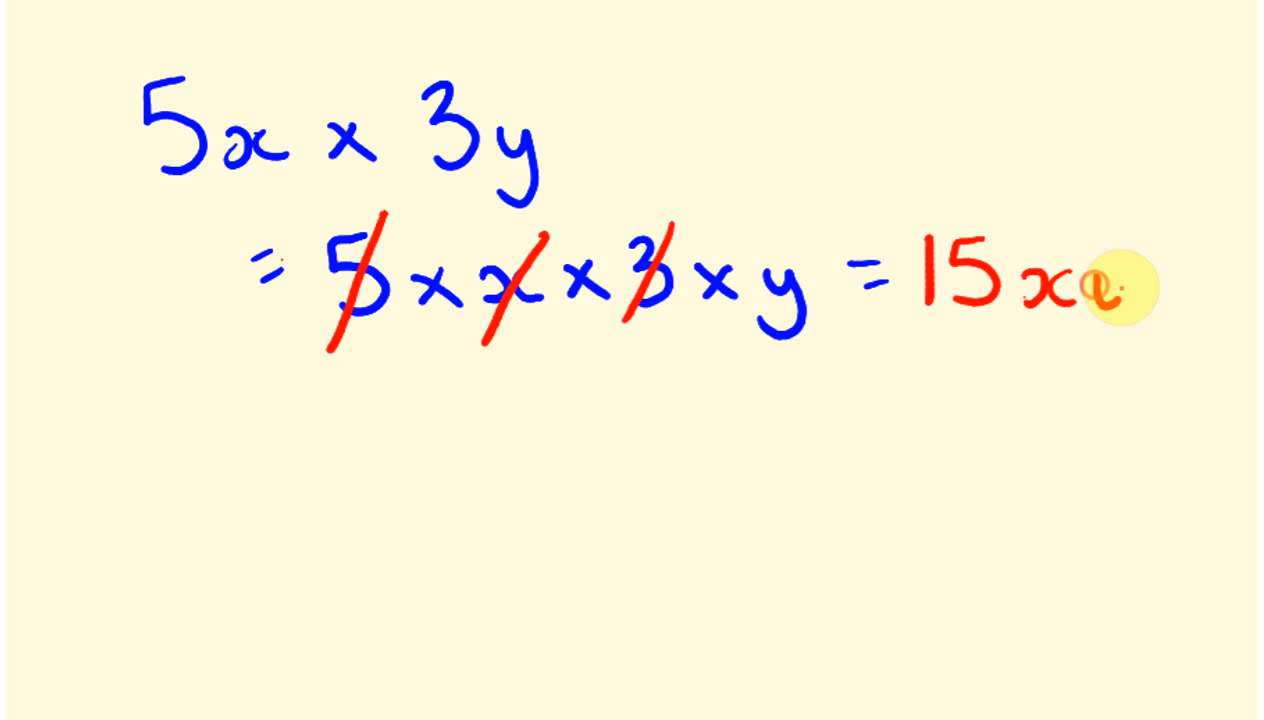 5x × 3y
= 5 × x × 3 × y = 15x